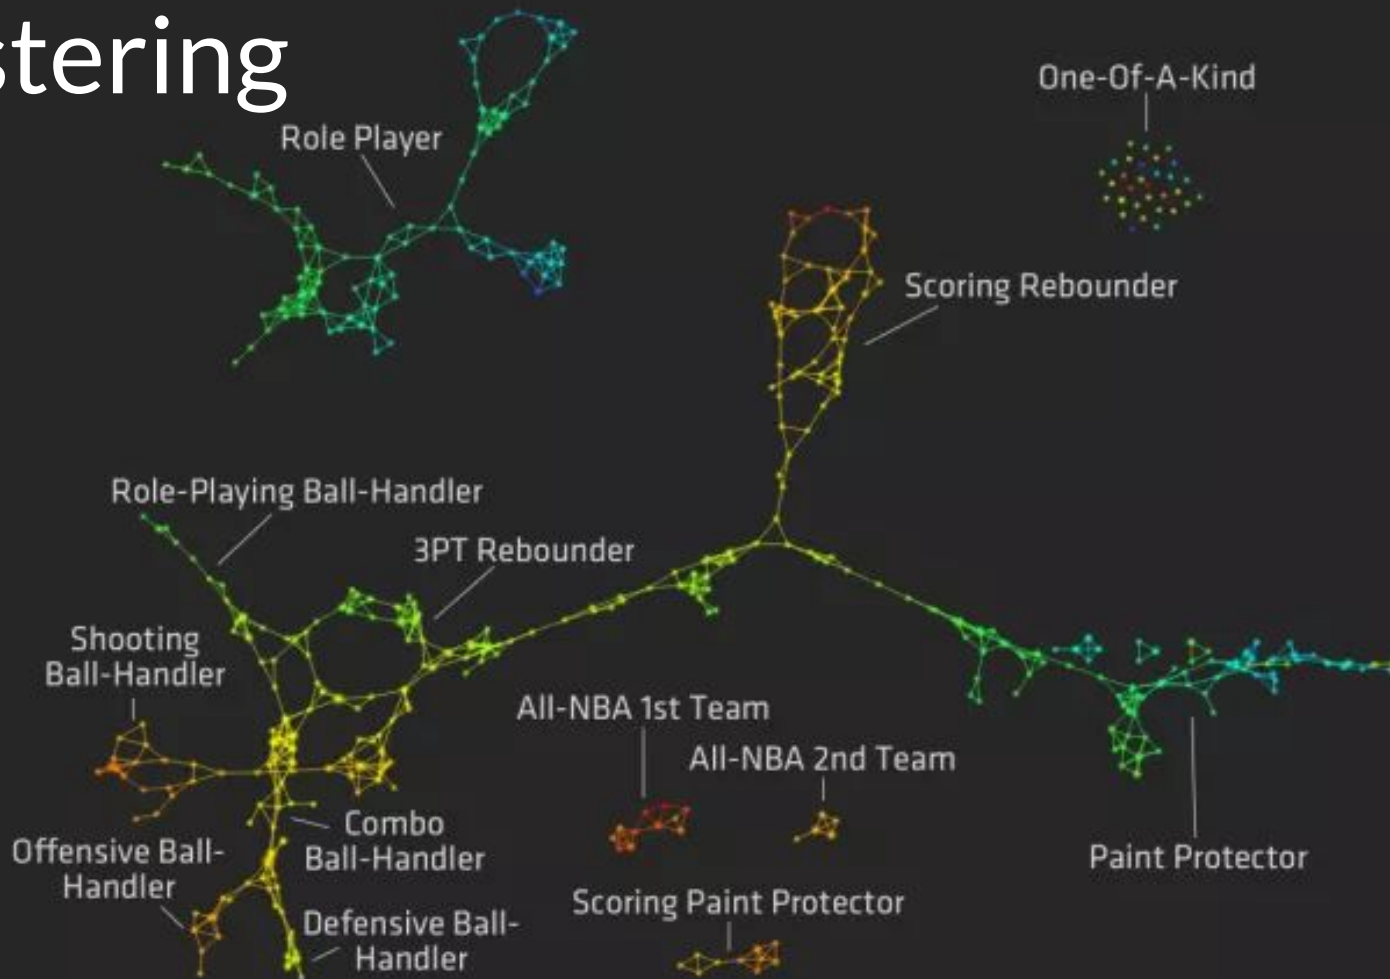 stering
One-Of-A-Kind
Role Player
Scoring Rebounder
Role-Playing Ball-Handler
3PT Rebounder
Shooting
Ball-Handler
All-NBA 1st Team
All-NBA 2nd Team
Combo
Ball-Handler
Offensive Ball-
Handler
Paint Protector
Scoring Paint Protector
Defensive Ball-
Handler